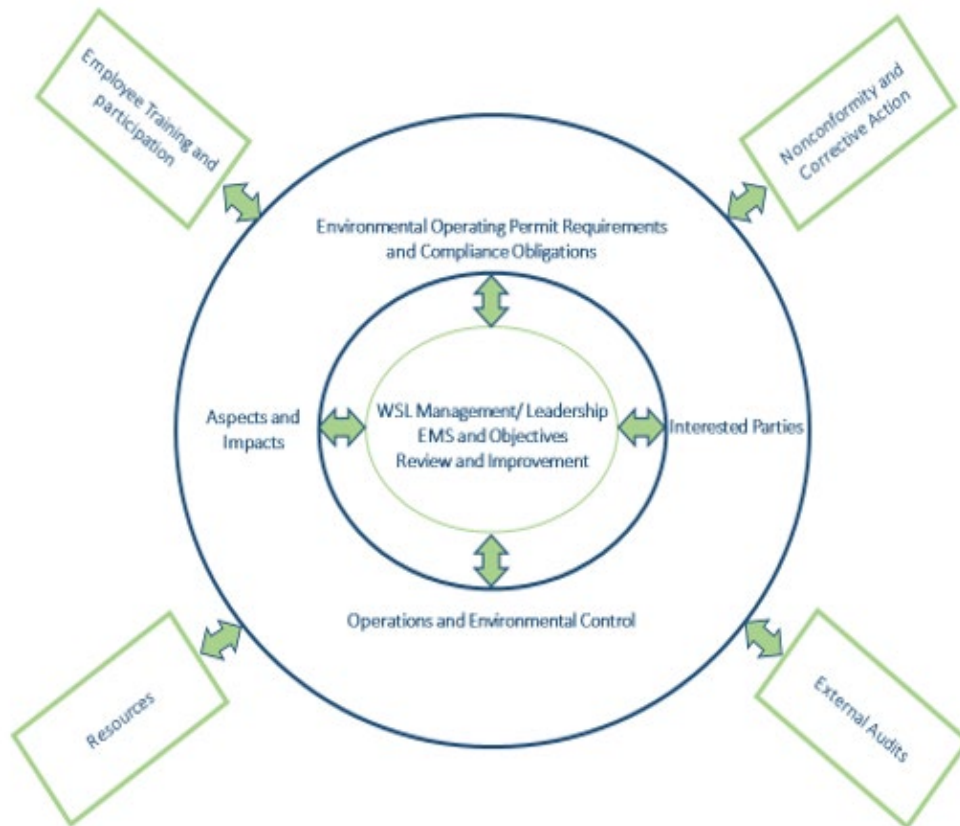 Employee Training and
participation
Nonconformity and
Corrective Action
Environmental Operating Permit Requirements
and Compliance Obligations
Aspects and
Impacts
WSL Management/ Leadership
EMS and Objectives
Review and Improvement
Interested Parties
Operations and Environmental Control
Resources
External Audits